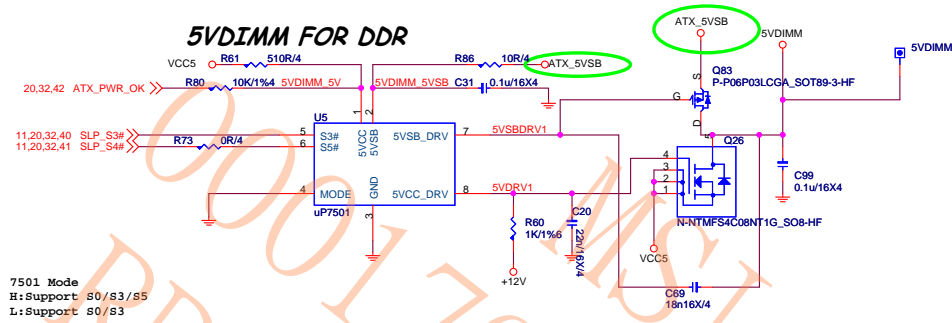 5VDIMM FOR DDR
ATX_5VSB
5VDIMM
5VDIMM
VCC5
R61
510R/4
R86
10R/4
ATX_5VSB
20,32,42 ATX_PWR_OK
R80
10K/1%4
5VDIMM_5V
5VDIMM_5VSB
C31
0.1u/16X4
S
Q83
P-P06P03LCGA_SOT89-3-HF
G
D
U5
1
2
5VCC
5VSB
11,20,32,40 SLP_S3#
5
S3#
5VSB_DRV
7
5VSBDRV1
11,20,32,41 SLP_S4#
R73
0R/4
6
S5#
5
Q26
4
3
2
1
C99
0.1u/16X4
4
MODE
GND
5VCC_DRV
8
5VDRV1
uP7501
3
R60
1K/1%6
C20
22n/16X/4
N-NTMFS4C08NT1G_SO8-HF
VCC5
+12V
C69
18n16X/4
7501 Mode
H:Support S0/S3/S5
L:Support S0/S3
MSI